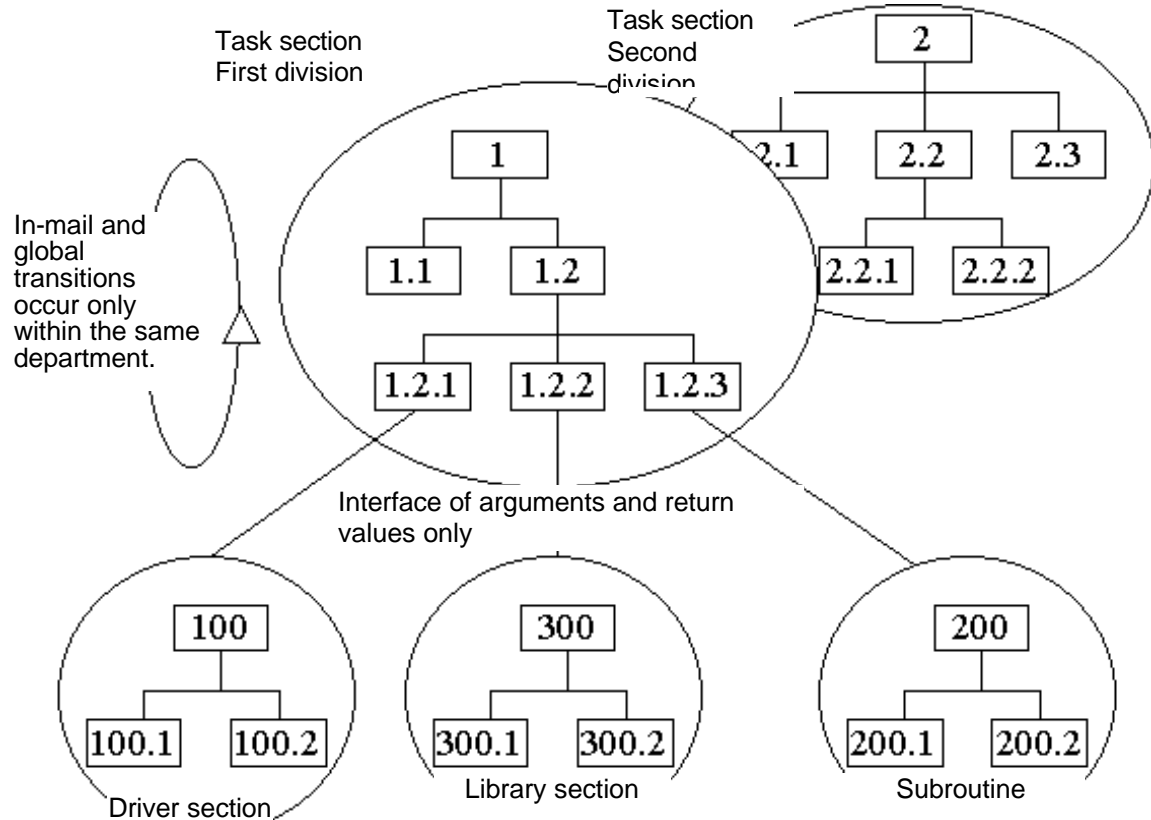 Task section
First division
Task section
Second
division
2
2.1
2.2
2.3
2.2.1
2.2.2
1
1.1
1.2
1.2.1
1.2.2
1.2.3
In-mail and
global
transitions
occur only
within the same
department.
Interface of arguments and return
values only
100
100.1
100.2
Driver section
300
300.1
300.2
Library section
200
200.1
200.2
Subroutine